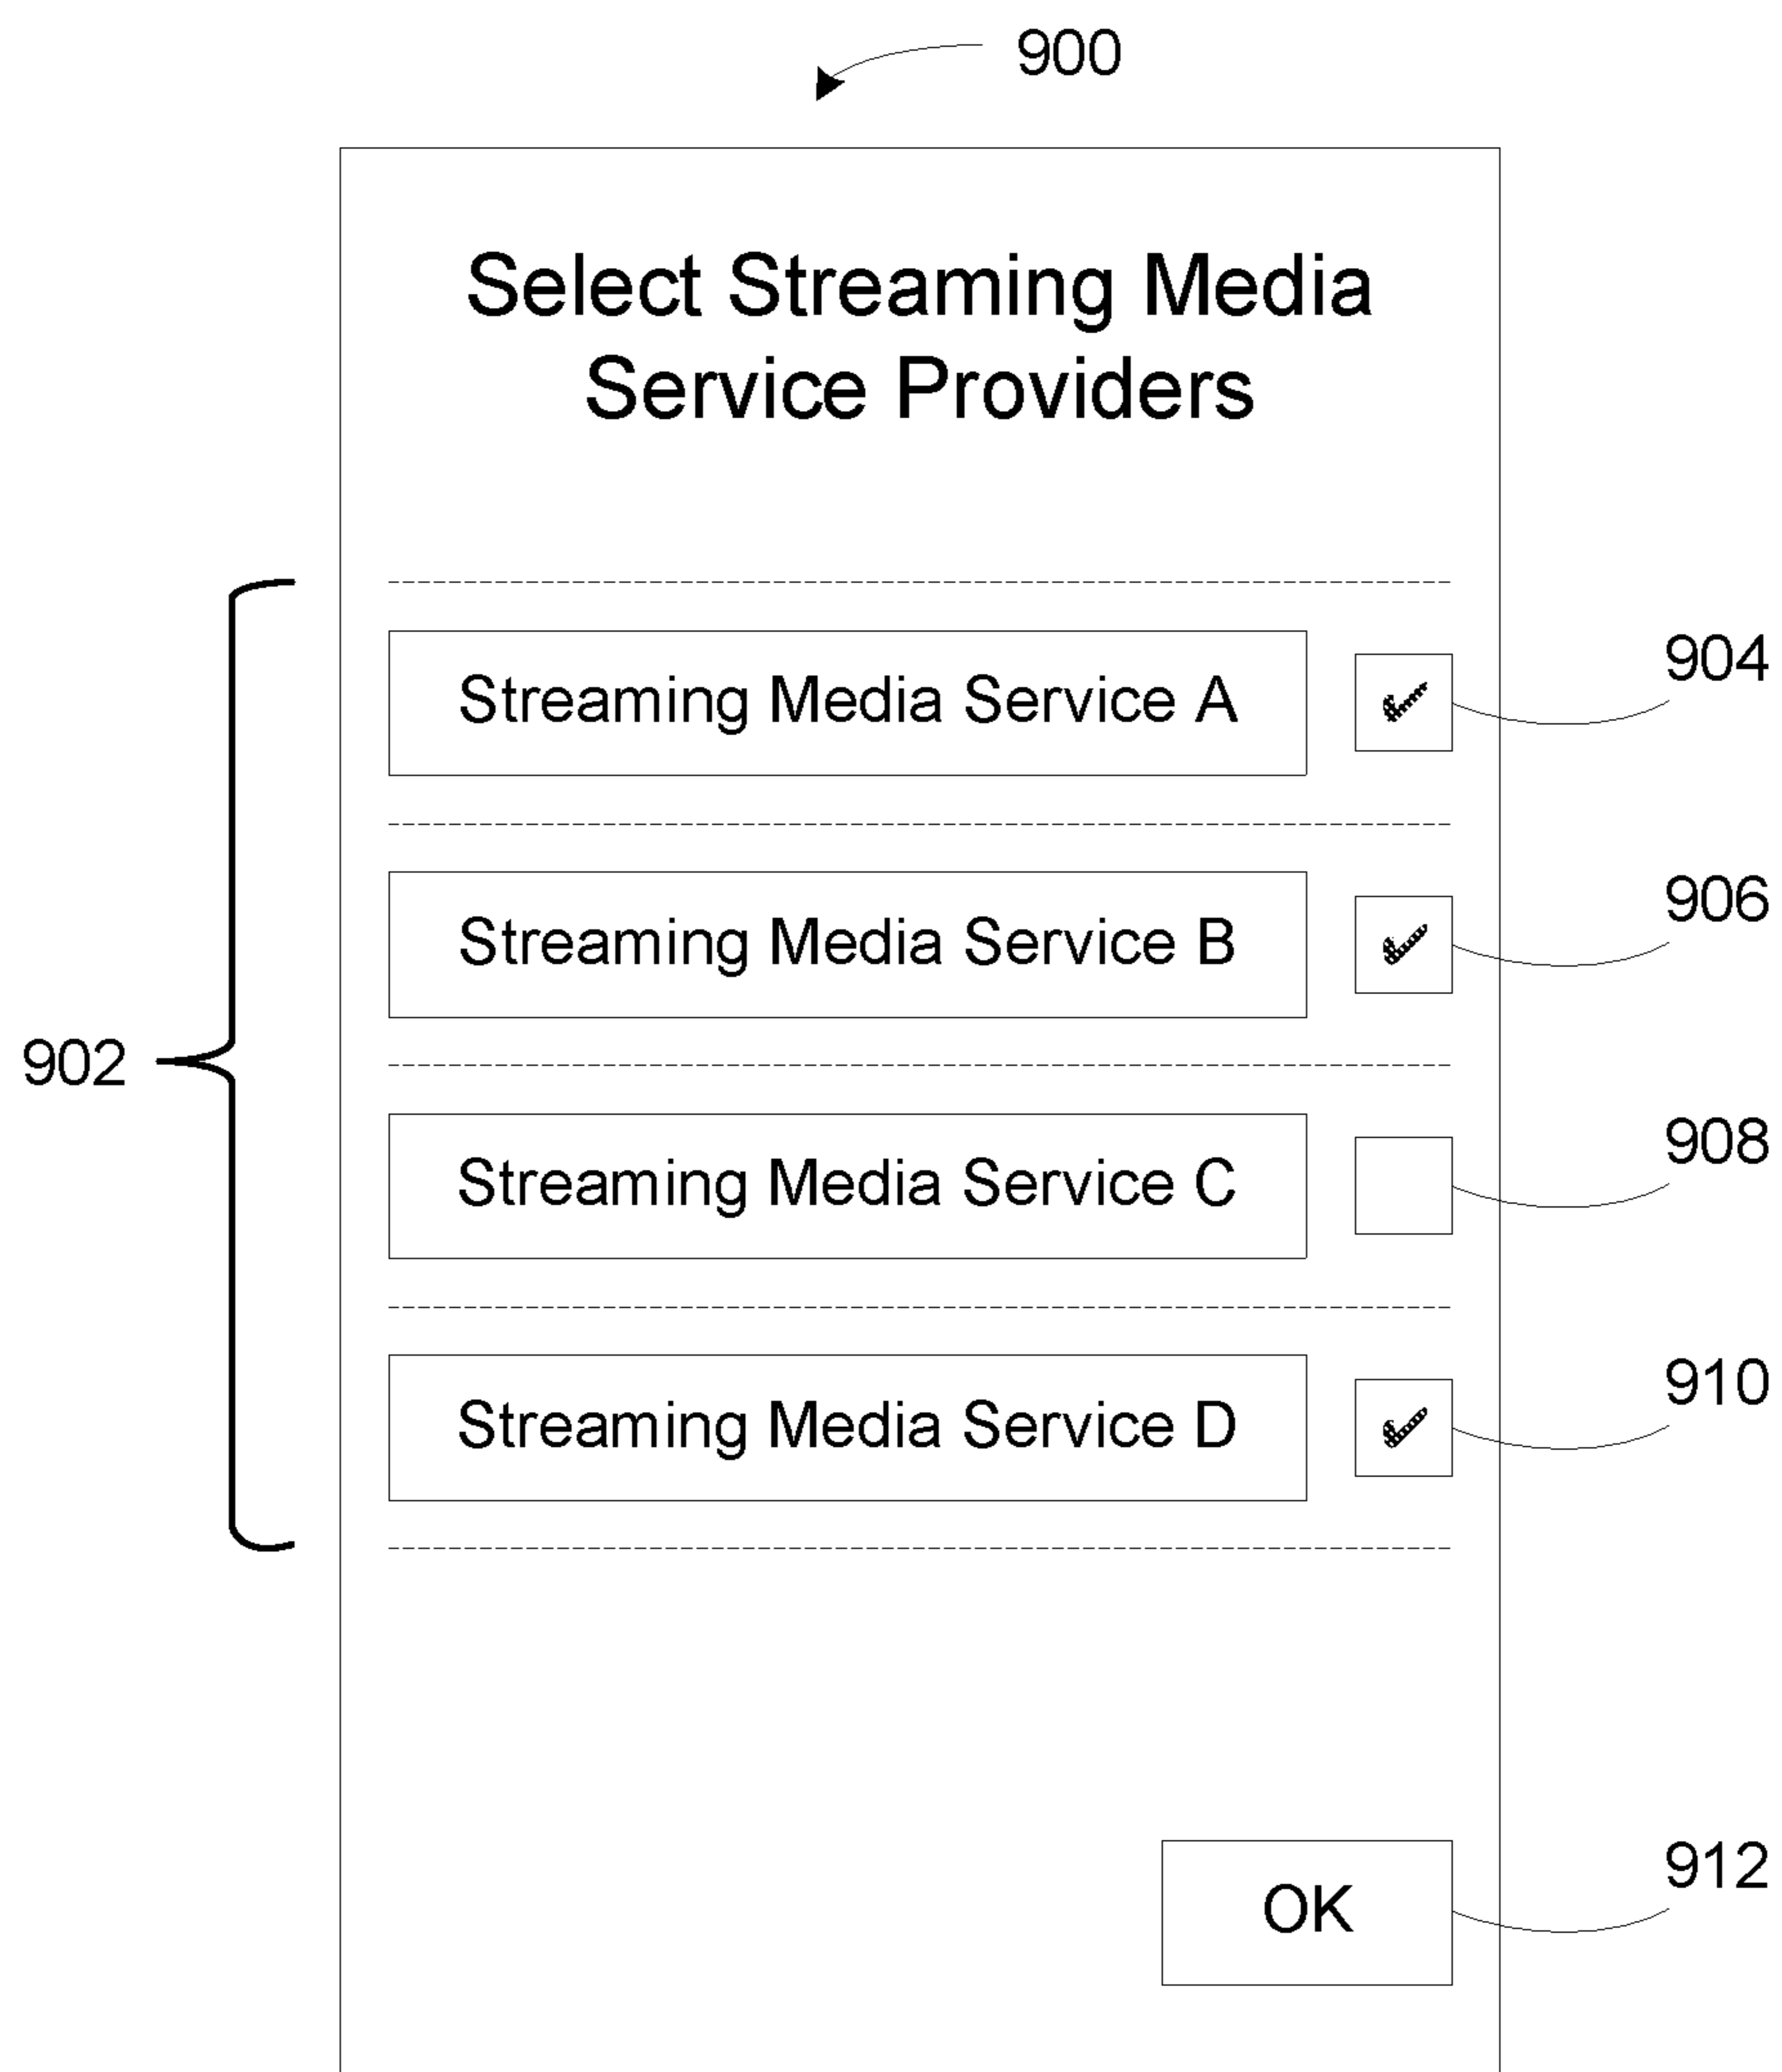 900
Select Streaming Media
Service Providers
Streaming Media Service A
904
Streaming Media Service B
906
902
Streaming Media Service C
908
Streaming Media Service D
910
OK
912